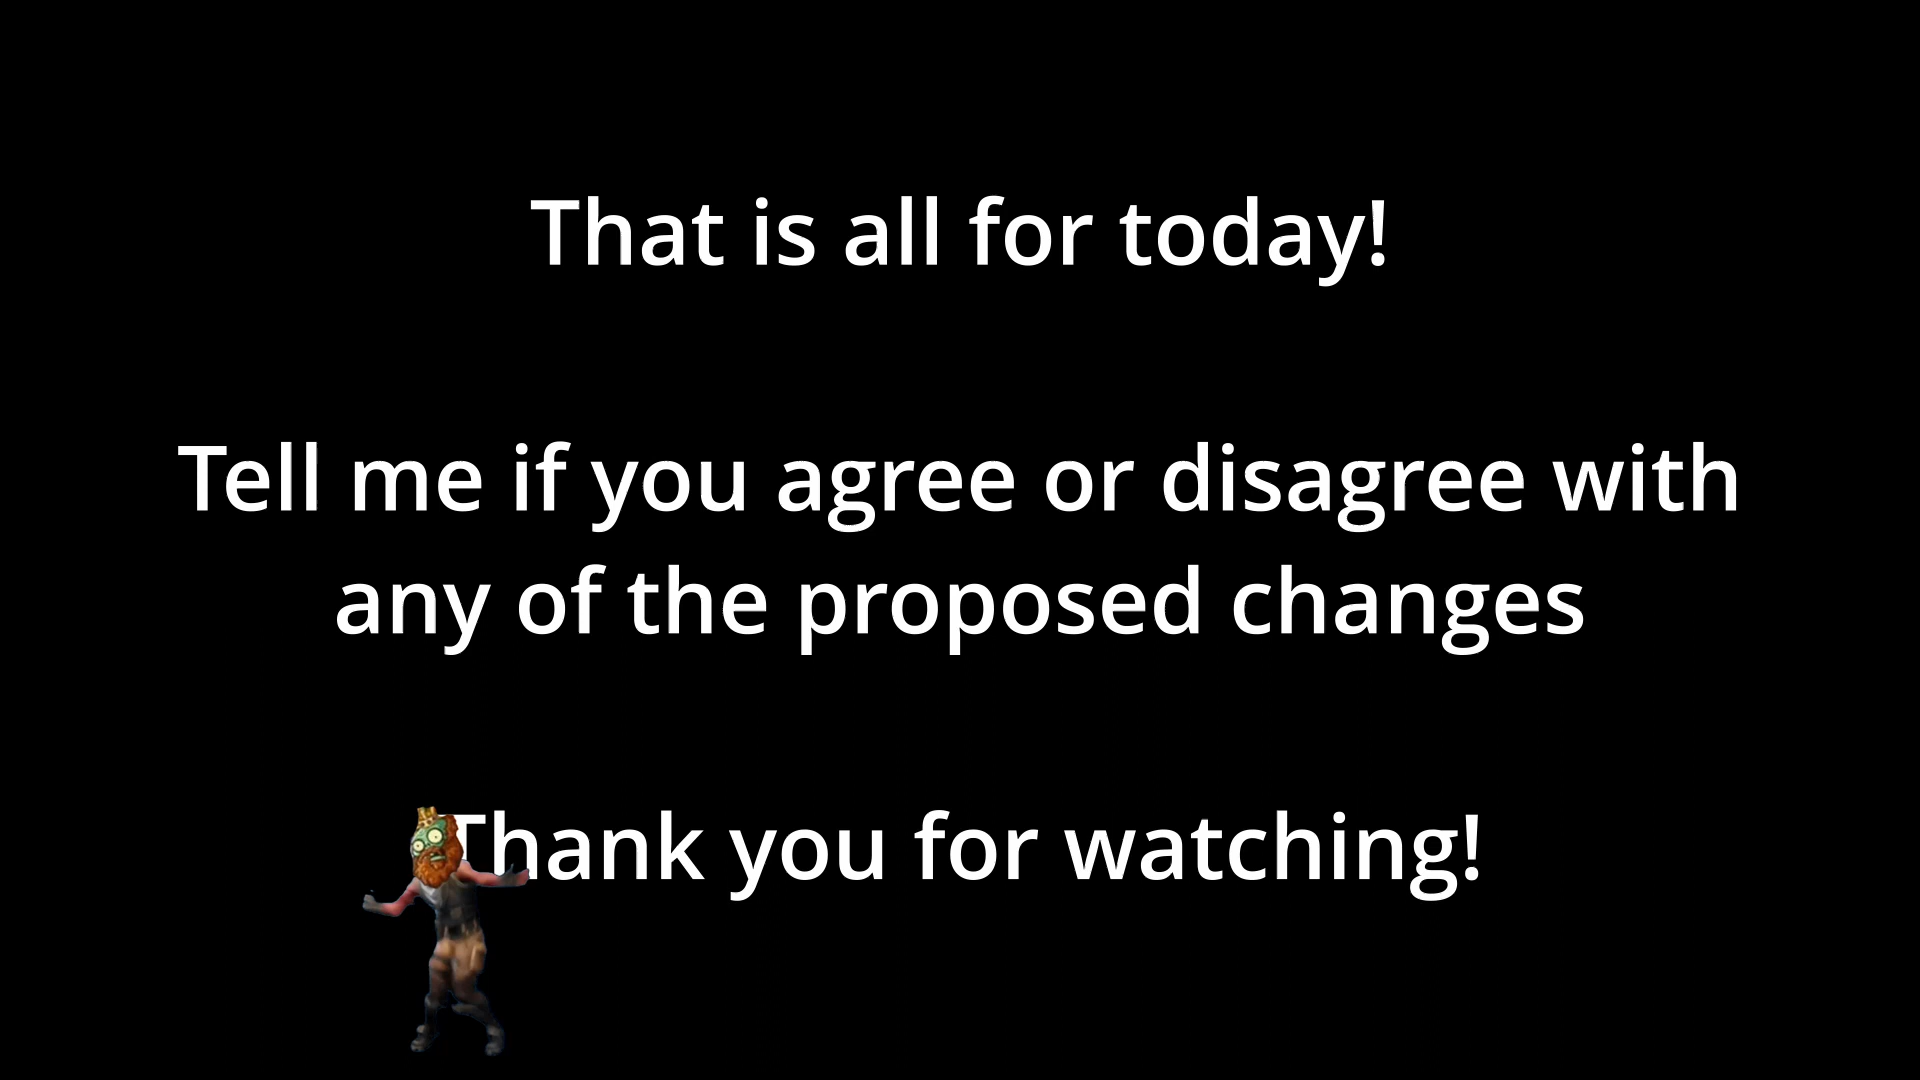 That is all for today!
Tell me if you agree or disagree with
any of the proposed changes
Thank you for watching!